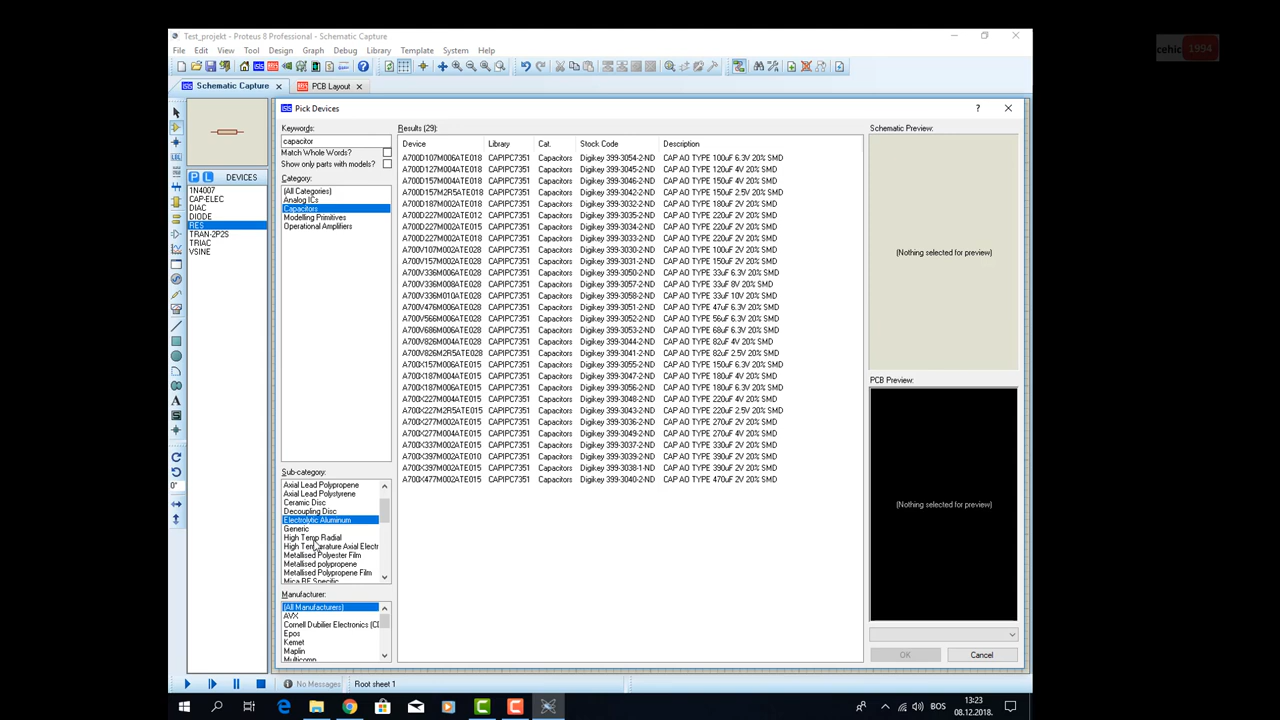 cehic 1994
Test_projekt - Proteus 8 Professional - Schematic Capture
File Edit View Tool Design Graph Debug Library Template System Help
Schematic Capture
PCB Layout
Pick Devices
Keywords:
capacitor
Match Whole Words?
Show only parts with models?
Category:
(All Categories)
Analog ICs
Capacitors
Modelling Primitives
Operational Amplifiers
P L DEVICES
1N4007
CAP-ELEC
DIAC
DIODE
RES
TRAN-2P2S
TRIAC
VSINE
Results (29):
Device Library Cat. Stock Code Description
A700D107M006ATE018 CAPIPC7351 Capacitors Digikey 399-3054-2-ND CAP AO TYPE 100uF 6.3V 20% SMD
A700D127M004ATE018 CAPIPC7351 Capacitors Digikey 399-3045-2-ND CAP AO TYPE 120uF 4V 20% SMD
A700D157M004ATE018 CAPIPC7351 Capacitors Digikey 399-3046-2-ND CAP AO TYPE 150uF 4V 20% SMD
A700D157M2R5ATE018 CAPIPC7351 Capacitors Digikey 399-3042-2-ND CAP AO TYPE 150uF 2.5V 20% SMD
A700D187M002ATE018 CAPIPC7351 Capacitors Digikey 399-3032-2-ND CAP AO TYPE 180uF 2V 20% SMD
A700D227M002ATE012 CAPIPC7351 Capacitors Digikey 399-3035-2-ND CAP AO TYPE 220uF 2V 20% SMD
A700D227M002ATE015 CAPIPC7351 Capacitors Digikey 399-3034-2-ND CAP AO TYPE 220uF 2V 20% SMD
A700D227M002ATE018 CAPIPC7351 Capacitors Digikey 399-3033-2-ND CAP AO TYPE 220uF 2V 20% SMD
A700V107M002ATE028 CAPIPC7351 Capacitors Digikey 399-3030-2-ND CAP AO TYPE 100uF 2V 20% SMD
A700V157M002ATE028 CAPIPC7351 Capacitors Digikey 399-3031-2-ND CAP AO TYPE 150uF 2V 20% SMD
A700V336M006ATE028 CAPIPC7351 Capacitors Digikey 399-3050-2-ND CAP AO TYPE 33uF 6.3V 20% SMD
A700V336M008ATE028 CAPIPC7351 Capacitors Digikey 399-3057-2-ND CAP AO TYPE 33uF 8V 20% SMD
A700V336M010ATE028 CAPIPC7351 Capacitors Digikey 399-3058-2-ND CAP AO TYPE 33uF 10V 20% SMD
A700V476M006ATE028 CAPIPC7351 Capacitors Digikey 399-3051-2-ND CAP AO TYPE 47uF 6.3V 20% SMD
A700V566M006ATE028 CAPIPC7351 Capacitors Digikey 399-3052-2-ND CAP AO TYPE 56uF 6.3V 20% SMD
A700V686M006ATE028 CAPIPC7351 Capacitors Digikey 399-3053-2-ND CAP AO TYPE 68uF 6.3V 20% SMD
A700V826M004ATE028 CAPIPC7351 Capacitors Digikey 399-3044-2-ND CAP AO TYPE 82uF 4V 20% SMD
A700V826M2R5ATE028 CAPIPC7351 Capacitors Digikey 399-3041-2-ND CAP AO TYPE 82uF 2.5V 20% SMD
A700X157M006ATE015 CAPIPC7351 Capacitors Digikey 399-3055-2-ND CAP AO TYPE 150uF 6.3V 20% SMD
A700X187M004ATE015 CAPIPC7351 Capacitors Digikey 399-3047-2-ND CAP AO TYPE 180uF 4V 20% SMD
A700X187M006ATE015 CAPIPC7351 Capacitors Digikey 399-3056-2-ND CAP AO TYPE 180uF 6.3V 20% SMD
A700X227M004ATE015 CAPIPC7351 Capacitors Digikey 399-3048-2-ND CAP AO TYPE 220uF 4V 20% SMD
A700X227M2R5ATE015 CAPIPC7351 Capacitors Digikey 399-3043-2-ND CAP AO TYPE 220uF 2.5V 20% SMD
A700X277M002ATE015 CAPIPC7351 Capacitors Digikey 399-3036-2-ND CAP AO TYPE 270uF 2V 20% SMD
A700X277M004ATE015 CAPIPC7351 Capacitors Digikey 399-3049-2-ND CAP AO TYPE 270uF 4V 20% SMD
A700X337M002ATE015 CAPIPC7351 Capacitors Digikey 399-3037-2-ND CAP AO TYPE 330uF 2V 20% SMD
A700X397M002ATE010 CAPIPC7351 Capacitors Digikey 399-3039-2-ND CAP AO TYPE 390uF 2V 20% SMD
A700X397M002ATE015 CAPIPC7351 Capacitors Digikey 399-3038-1-ND CAP AO TYPE 390uF 2V 20% SMD
A700X477M002ATE015 CAPIPC7351 Capacitors Digikey 399-3040-2-ND CAP AO TYPE 470uF 2V 20% SMD
Schematic Preview:
(Nothing selected for preview)
PCB Preview:
(Nothing selected for preview)
Sub-category:
Axial Lead Polypropene
Axial Lead Polystyrene
Ceramic Disc
Decoupling Disc
Electrolytic Aluminum
Generic
High Temp Radial
High Temperature Axial Electr
Metallised Polyester Film
Metallised polypropene
Metallised Polypropene Film
Mica RF Specific
Manufacturer:
(All Manufacturers)
AVX
Cornell Dubilier Electronics (CD
Epos
Kemet
Maplin
Multicomp
OK Cancel
0°
No Messages Root sheet 1
BOS
13:23
08.12.2018.